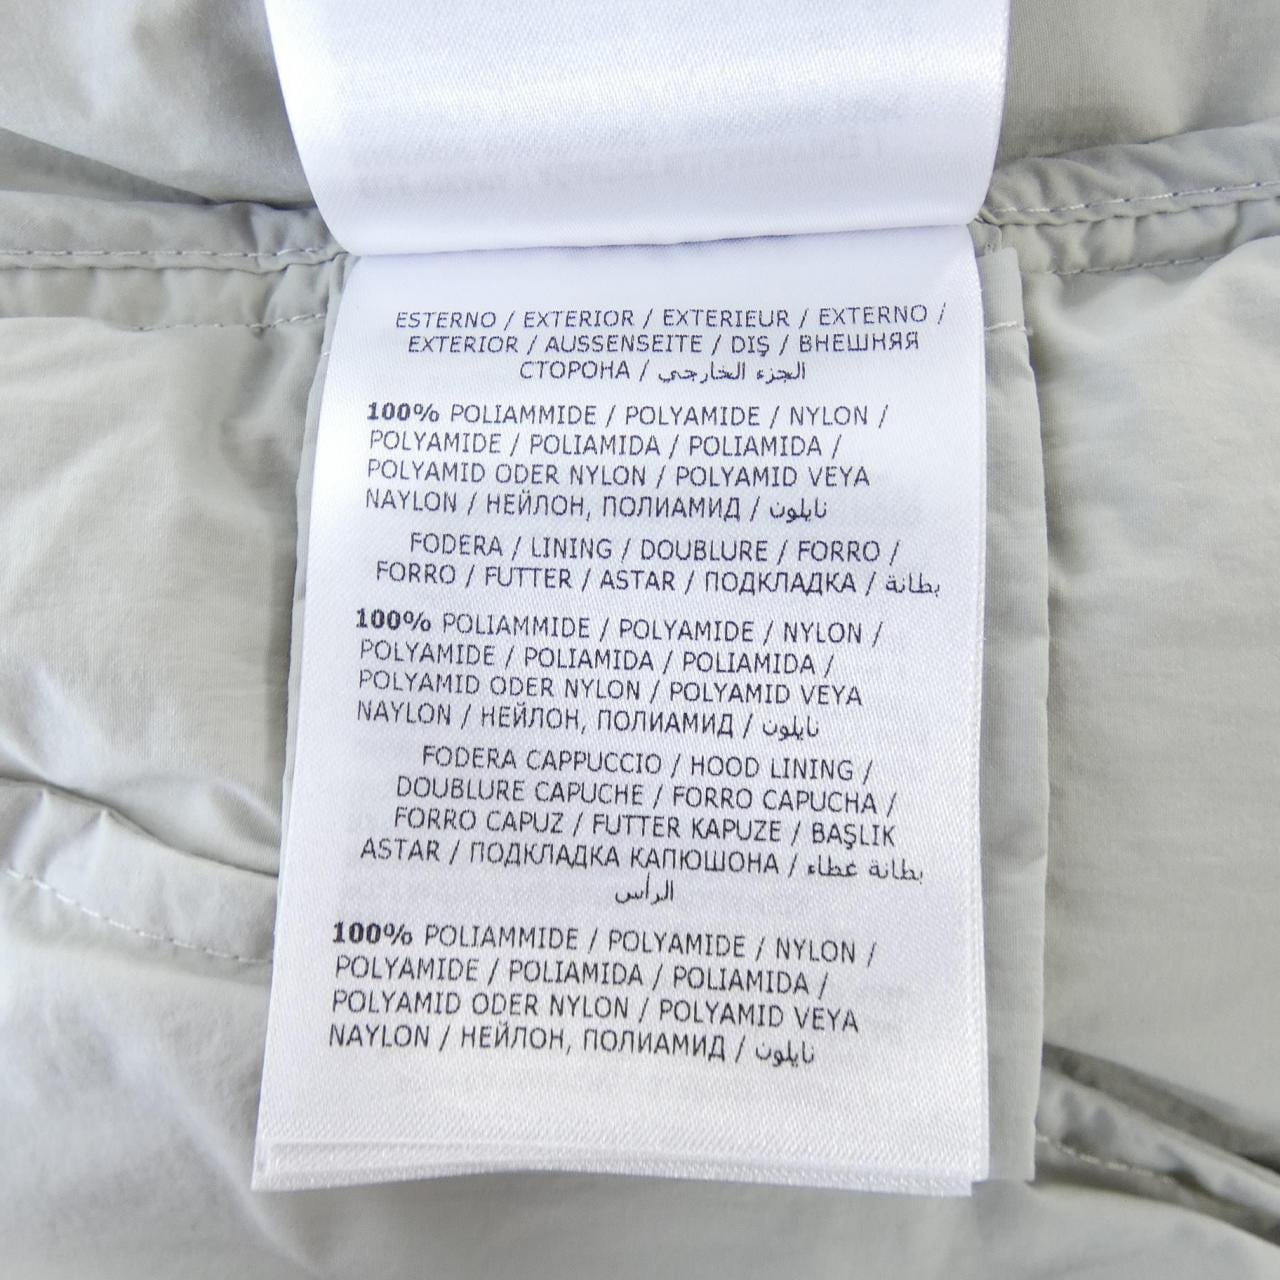 ESTERNO / EXTERIOR / EXTERIEUR / EXTERNO /
EXTERIOR / AUSSENSEITE / DIŞ / ВНЕШНЯЯ
СТОРОНА / الجزء الخارجي
100% POLIAMMIDE / POLYAMIDE / NYLON /
POLYAMIDE / POLIAMIDA / POLIAMIDA /
POLYAMID ODER NYLON / POLYAMID VEYA
NAYLON / НЕЙЛОН, ПОЛИАМИД / نايلون
FODERA / LINING / DOUBLURE / FORRO /
FORRO / FUTTER / ASTAR / ПОДКЛАДКА / بطانة
100% POLIAMMIDE / POLYAMIDE / NYLON /
POLYAMIDE / POLIAMIDA / POLIAMIDA /
POLYAMID ODER NYLON / POLYAMID VEYA
NAYLON / НЕЙЛОН, ПОЛИАМИД / نايلون
FODERA CAPPUCCIO / HOOD LINING /
DOUBLURE CAPUCHE / FORRO CAPUCHA /
FORRO CAPUZ / FUTTER KAPUZE / BAŞLIK
ASTAR / ПОДКЛАДКА КАПЮШОНА / بطانة غطاء
الرأس
100% POLIAMMIDE / POLYAMIDE / NYLON /
POLYAMIDE / POLIAMIDA / POLIAMIDA /
POLYAMID ODER NYLON / POLYAMID VEYA
NAYLON / НЕЙЛОН, ПОЛИАМИД / نايلون